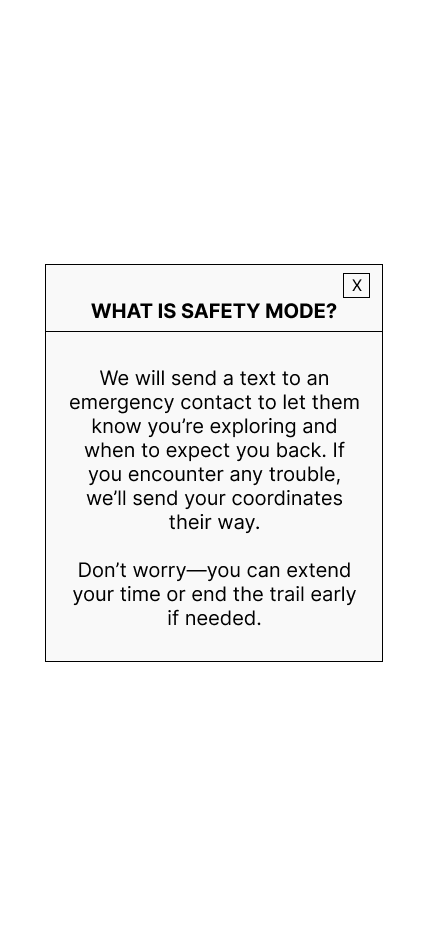 X
WHAT IS SAFETY MODE?
We will send a text to an
emergency contact to let them
know you’re exploring and
when to expect you back. If
you encounter any trouble,
we’ll send your coordinates
their way.
Don’t worry—you can extend
your time or end the trail early
if needed.